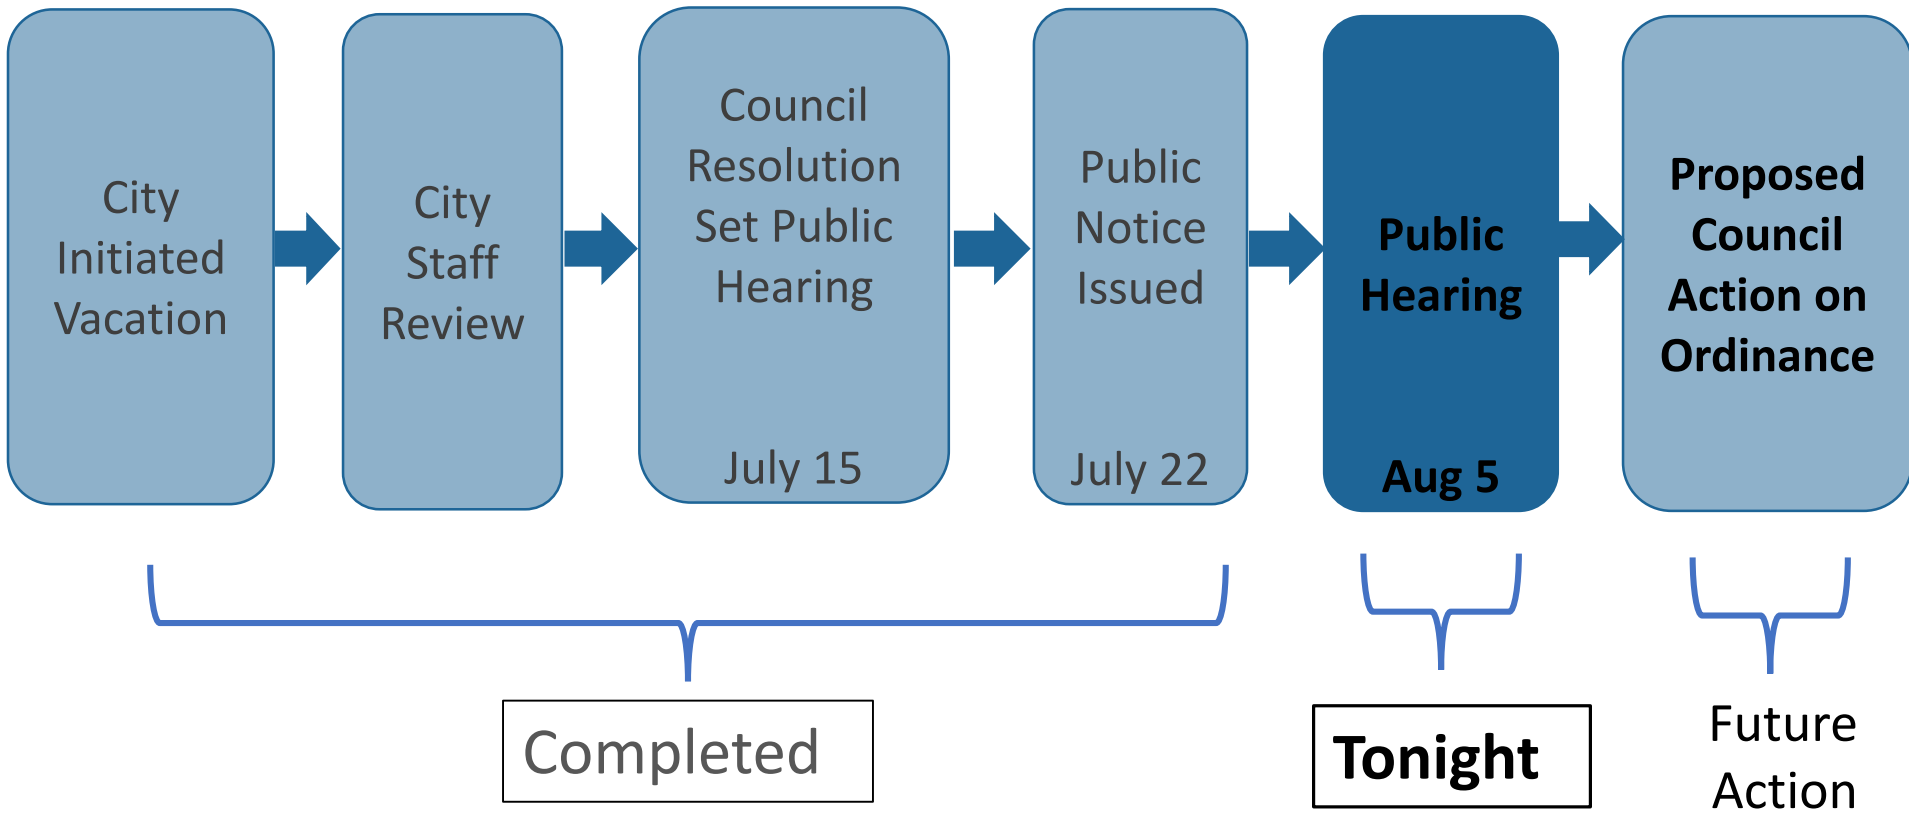 City
Initiated
Vacation
City
Staff
Review
Council
Resolution
Set Public
Hearing
July 15
Public
Notice
Issued
July 22
Public
Hearing
Aug 5
Proposed
Council
Action on
Ordinance
Completed
Tonight
Future
Action